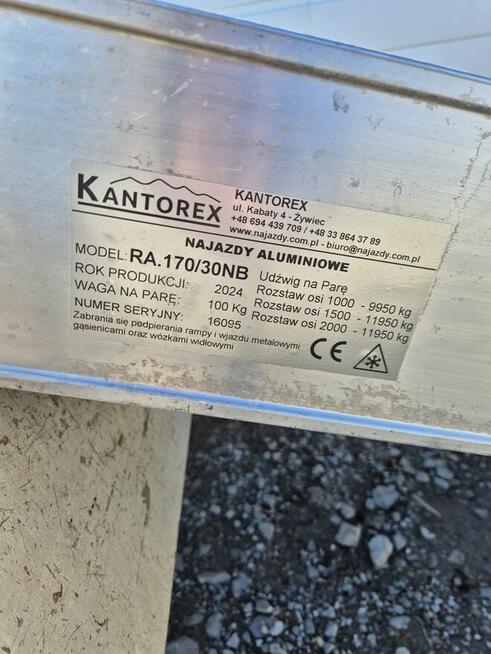 KANTOREX
KANTOREX
ul. Kabaty 4 - Żywiec
+48 694 439 709 / +48 33 864 37 89
www.najazdy.com.pl - biuro@najazdy.com.pl
NAJAZDY ALUMINIOWE
MODEL: RA.170/30NB Udźwig na Parę
ROK PRODUKCJI: 2024 Rozstaw osi 1000 - 9950 kg
WAGA NA PARĘ: 100 Kg Rozstaw osi 1500 - 11950 kg
NUMER SERYJNY: 16095 Rozstaw osi 2000 - 11950 kg
Zabrania się podpierania rampy i wjazdu metalowymi
gąsienicami oraz wózkami widłowymi
CE